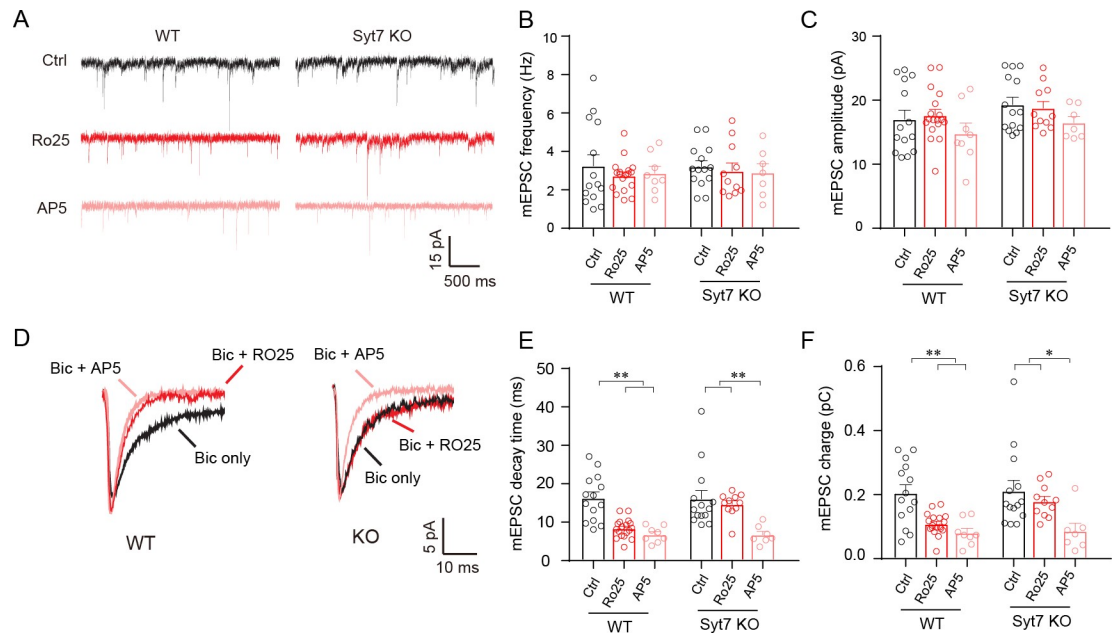 A
WT
Syt7 KO
Ctrl
Ro25
AP5
15 pA
500 ms
B
mEPSC frequency (Hz)
10
8
6
4
2
0
Ctrl
Ro25
AP5
Ctrl
Ro25
AP5
WT
Syt7 KO
C
mEPSC amplitude (pA)
30
20
10
0
Ctrl
Ro25
AP5
Ctrl
Ro25
AP5
WT
Syt7 KO
D
Bic + AP5
Bic + RO25
Bic only
WT
Bic + AP5
Bic + RO25
Bic only
KO
5 pA
10 ms
E
mEPSC decay time (ms)
50
40
30
20
10
0
**
**
Ctrl
Ro25
AP5
Ctrl
Ro25
AP5
WT
Syt7 KO
F
mEPSC charge (pC)
0.6
0.4
0.2
0.0
**
*
Ctrl
Ro25
AP5
Ctrl
Ro25
AP5
WT
Syt7 KO